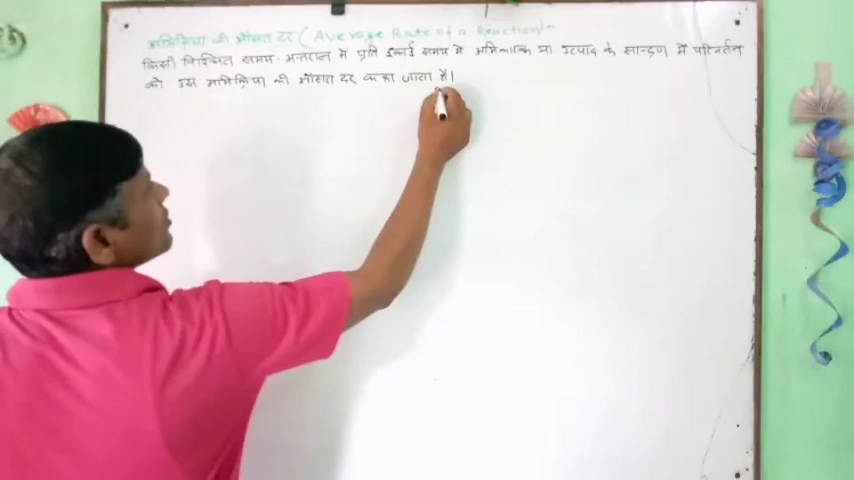 अभिक्रिया की औसत दर (Average Rate of a Reaction)-
किसी निश्चित समय-अन्तराल में प्रति इकाई समय में अभिकारक या उत्पाद के सान्द्रण में परिवर्तन
को उस अभिक्रिया की औसत दर कहा जाता है।